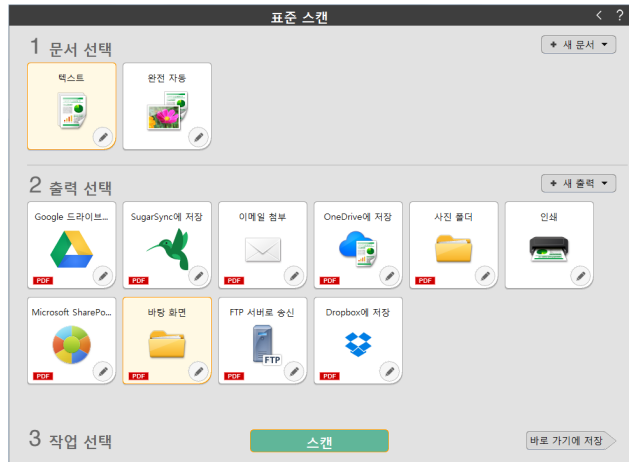 표준 스캔
< ?
1 문서 선택
+ 새 문서
텍스트
완전 자동
2 출력 선택
+ 새 출력
Google 드라이브...
SugarSync에 저장
이메일 첨부
OneDrive에 저장
사진 폴더
인쇄
PDF
PDF
PDF
PDF
PDF
Microsoft SharePo...
바탕 화면
FTP 서버로 송신
Dropbox에 저장
FTP
PDF
PDF
PDF
PDF
3 작업 선택
스캔
바로 가기에 저장